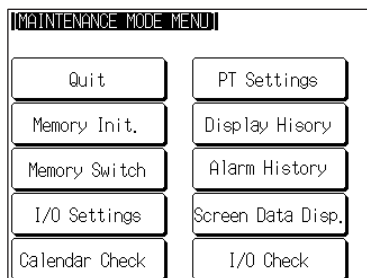 [MAINTENANCE MODE MENU]
Quit
PT Settings
Memory Init.
Display Hisory
Memory Switch
Alarm History
I/O Settings
Screen Data Disp.
Calendar Check
I/O Check